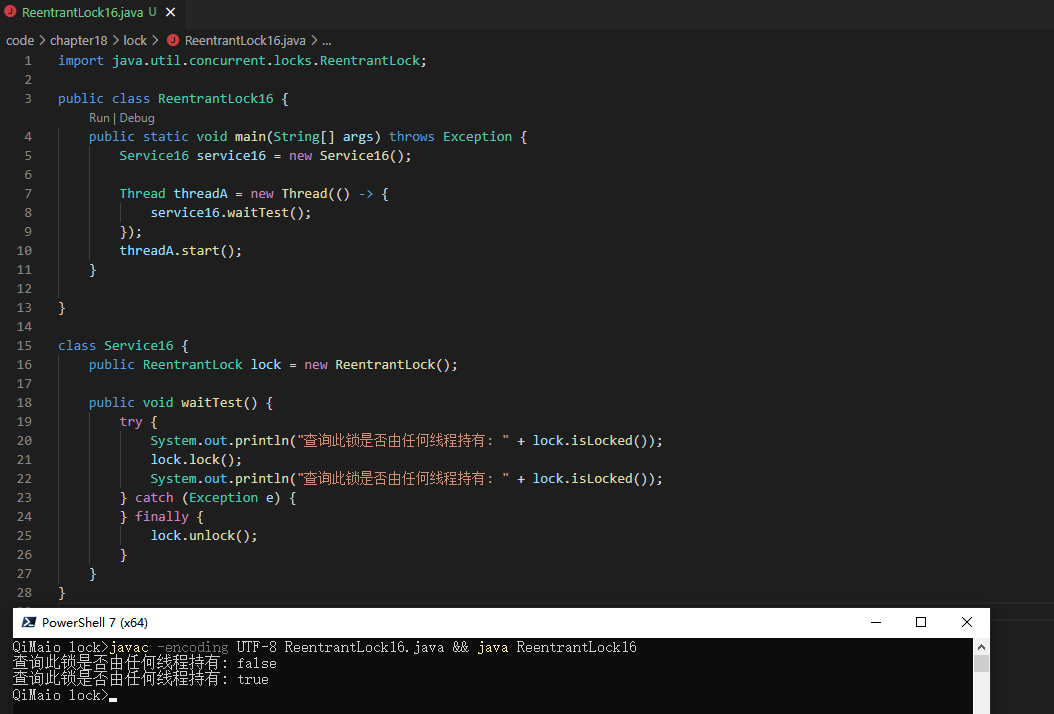 ReentrantLock16.java U ×
code > chapter18 > lock > ReentrantLock16.java > ...
1 import java.util.concurrent.locks.ReentrantLock;
2
3 public class ReentrantLock16 {
Run | Debug
4 public static void main(String[] args) throws Exception {
5 Service16 service16 = new Service16();
6
7 Thread threadA = new Thread(() -> {
8 service16.waitTest();
9 });
10 threadA.start();
11 }
12
13 }
14
15 class Service16 {
16 public ReentrantLock lock = new ReentrantLock();
17
18 public void waitTest() {
19 try {
20 System.out.println("查询此锁是否由任何线程持有: " + lock.isLocked());
21 lock.lock();
22 System.out.println("查询此锁是否由任何线程持有: " + lock.isLocked());
23 } catch (Exception e) {
24 } finally {
25 lock.unlock();
26 }
27 }
28 }
PowerShell 7 (x64)
QiMaio lock>javac -encoding UTF-8 ReentrantLock16.java && java ReentrantLock16
查询此锁是否由任何线程持有: false
查询此锁是否由任何线程持有: true
QiMaio lock>